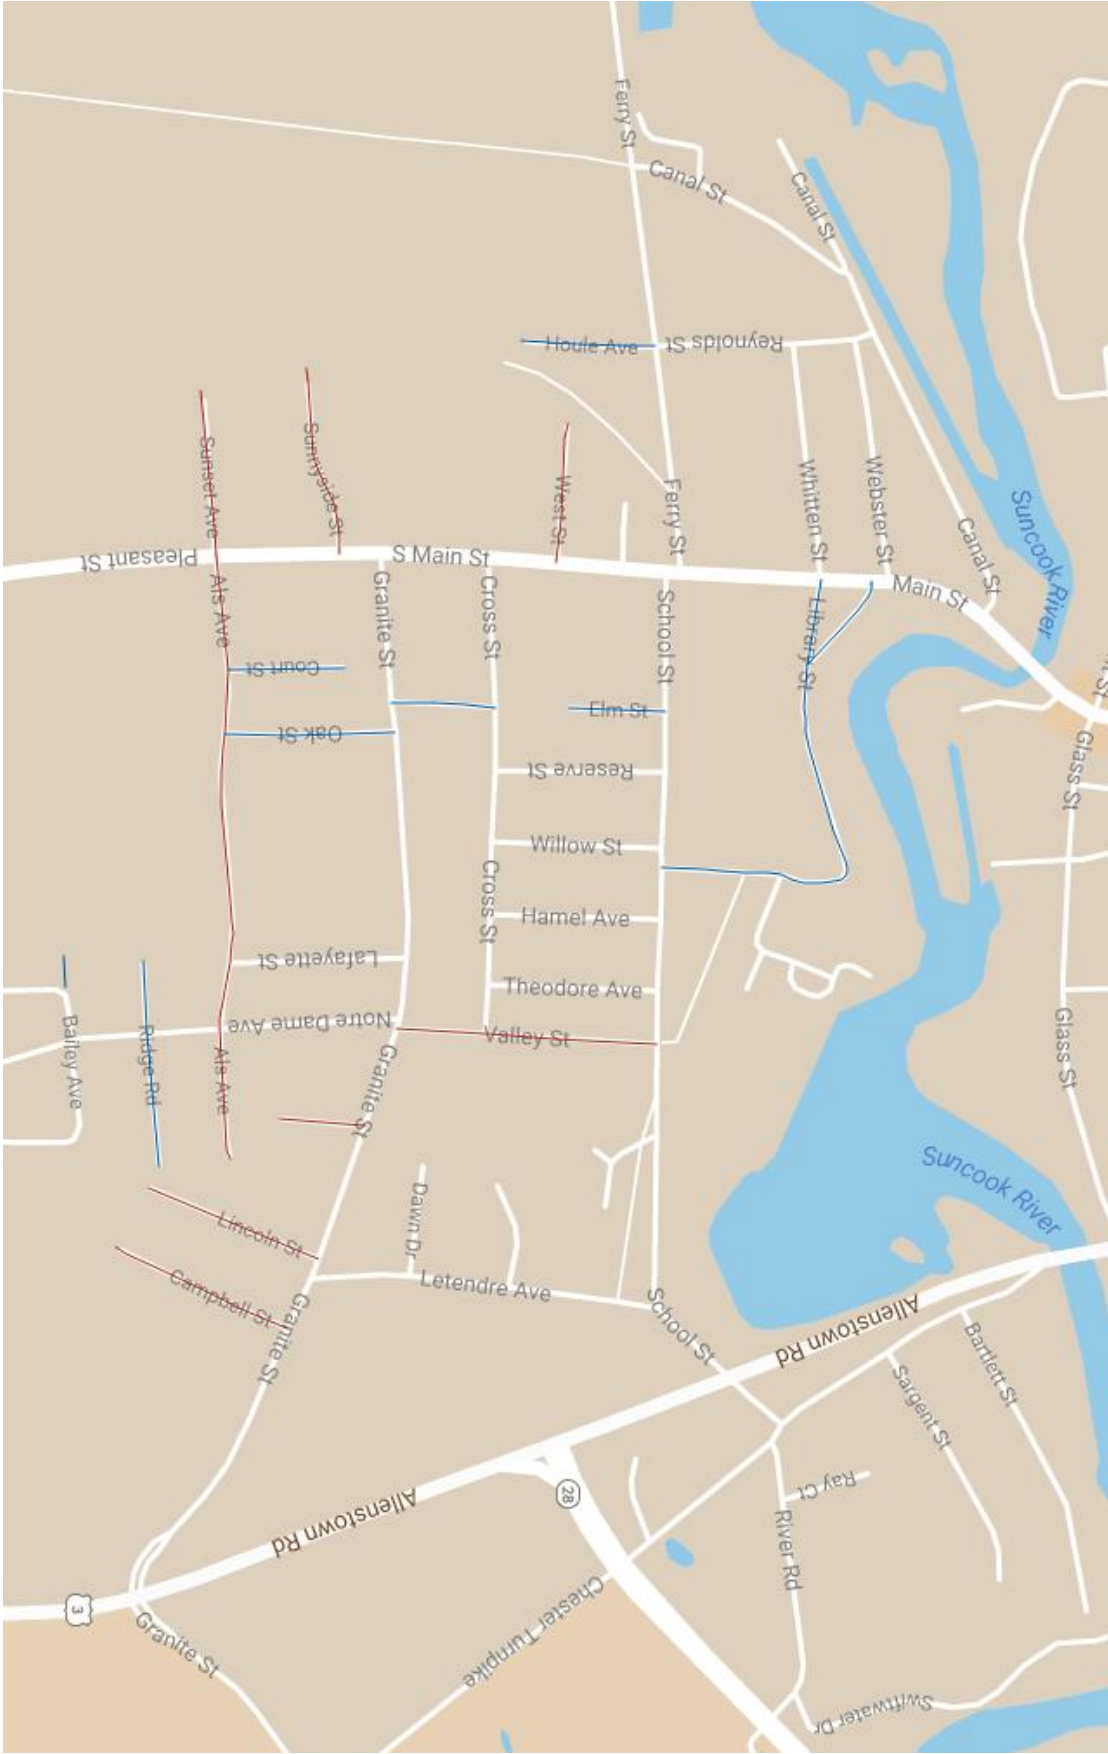 Ferry St
Canal St
Canal St
Houle Ave
Reynolds St
Sunset Ave
Sunnyside St
West St
Ferry St
Whitten St
Webster St
Canal St
Suncook River
Pleasant St
S Main St
Main St
Als Ave
Granite St
Cross St
School St
Library St
Court St
Oak St
Elm St
Glass St
Reserve St
Willow St
Cross St
Hamel Ave
Lafayette St
Theodore Ave
Notre Dame Ave
Valley St
Bailey Ave
Ridge Rd
Als Ave
Granite St
Glass St
Suncook River
Lincoln St
Dawn Dr
Campbell St
Letendre Ave
Granite St
School St
Allenstown Rd
Bartlett St
Sargent St
Allenstown Rd
28
Ray Ct
River Rd
3
Granite St
Chester Turnpike
Swiftwater Dr